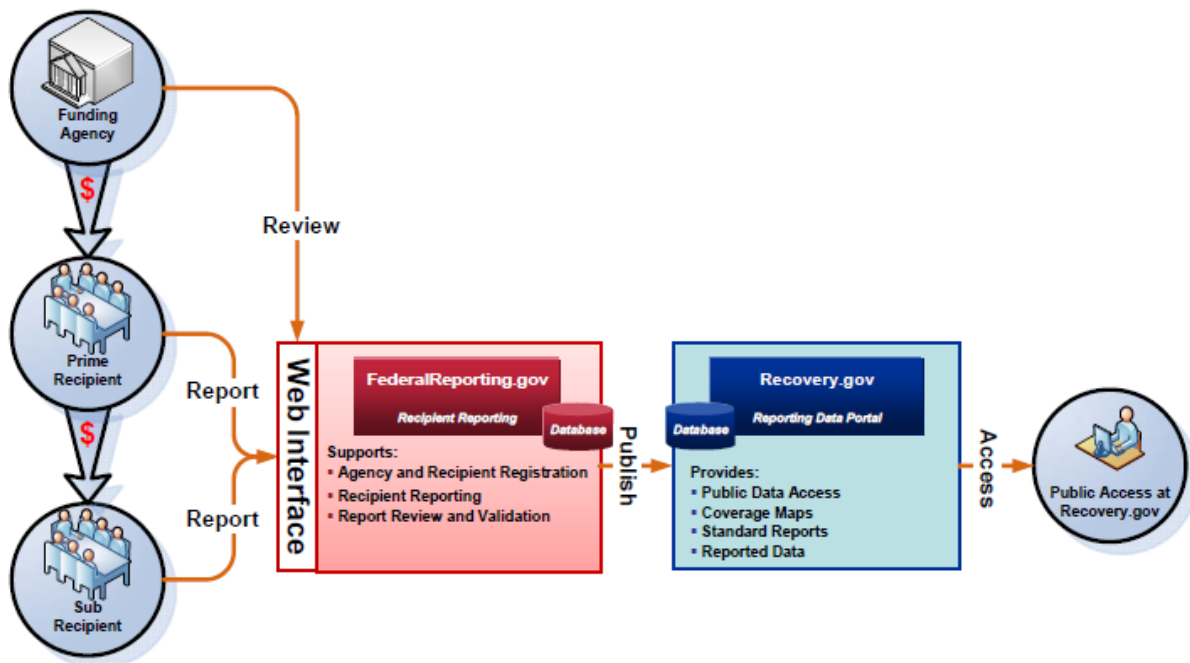 Funding
Agency
$
Review
Prime
Recipient
Report
$
Report
Sub
Recipient
Web Interface
FederalReporting.gov
Recipient Reporting
Database
Supports:
▪ Agency and Recipient Registration
▪ Recipient Reporting
▪ Report Review and Validation
Publish
Recovery.gov
Reporting Data Portal
Database
Provides:
▪ Public Data Access
▪ Coverage Maps
▪ Standard Reports
▪ Reported Data
Access
Public Access at
Recovery.gov